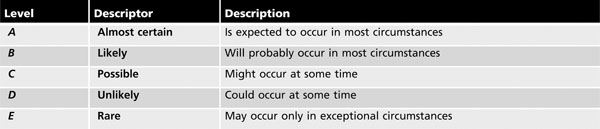 Level Descriptor Description
A Almost certain Is expected to occur in most circumstances
B Likely Will probably occur in most circumstances
C Possible Might occur at some time
D Unlikely Could occur at some time
E Rare May occur only in exceptional circumstances